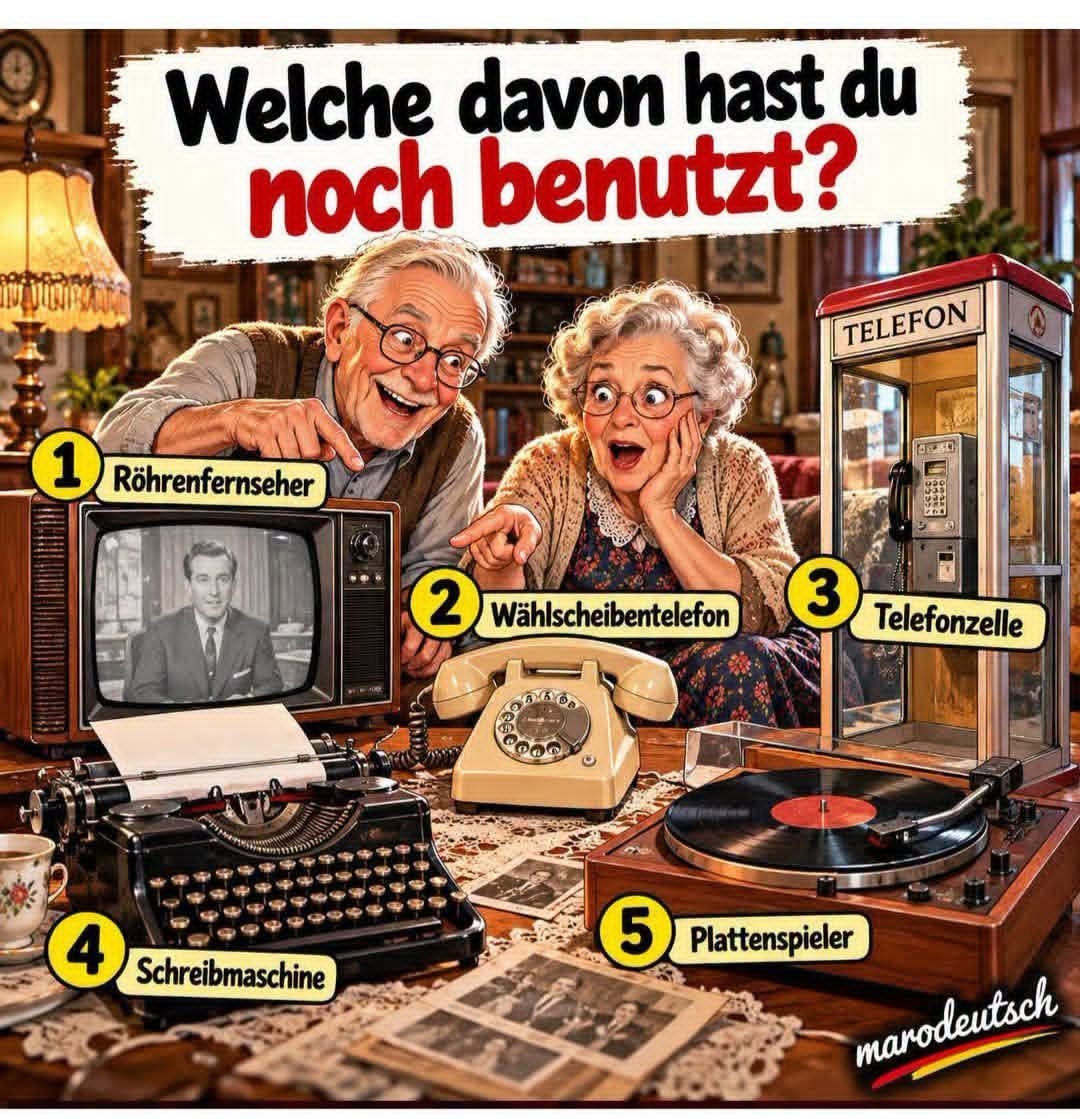 Welche davon hast du
noch benutzt?
TELEFON
1 Röhrenfernseher
2 Wählscheibentelefon
3 Telefonzelle
4 Schreibmaschine
5 Plattenspieler
marodeutsch